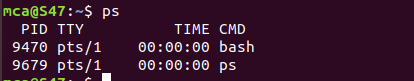 mca@S47:~$ ps
  PID TTY          TIME CMD
 9470 pts/1    00:00:00 bash
 9679 pts/1    00:00:00 ps
mca@S47:~$